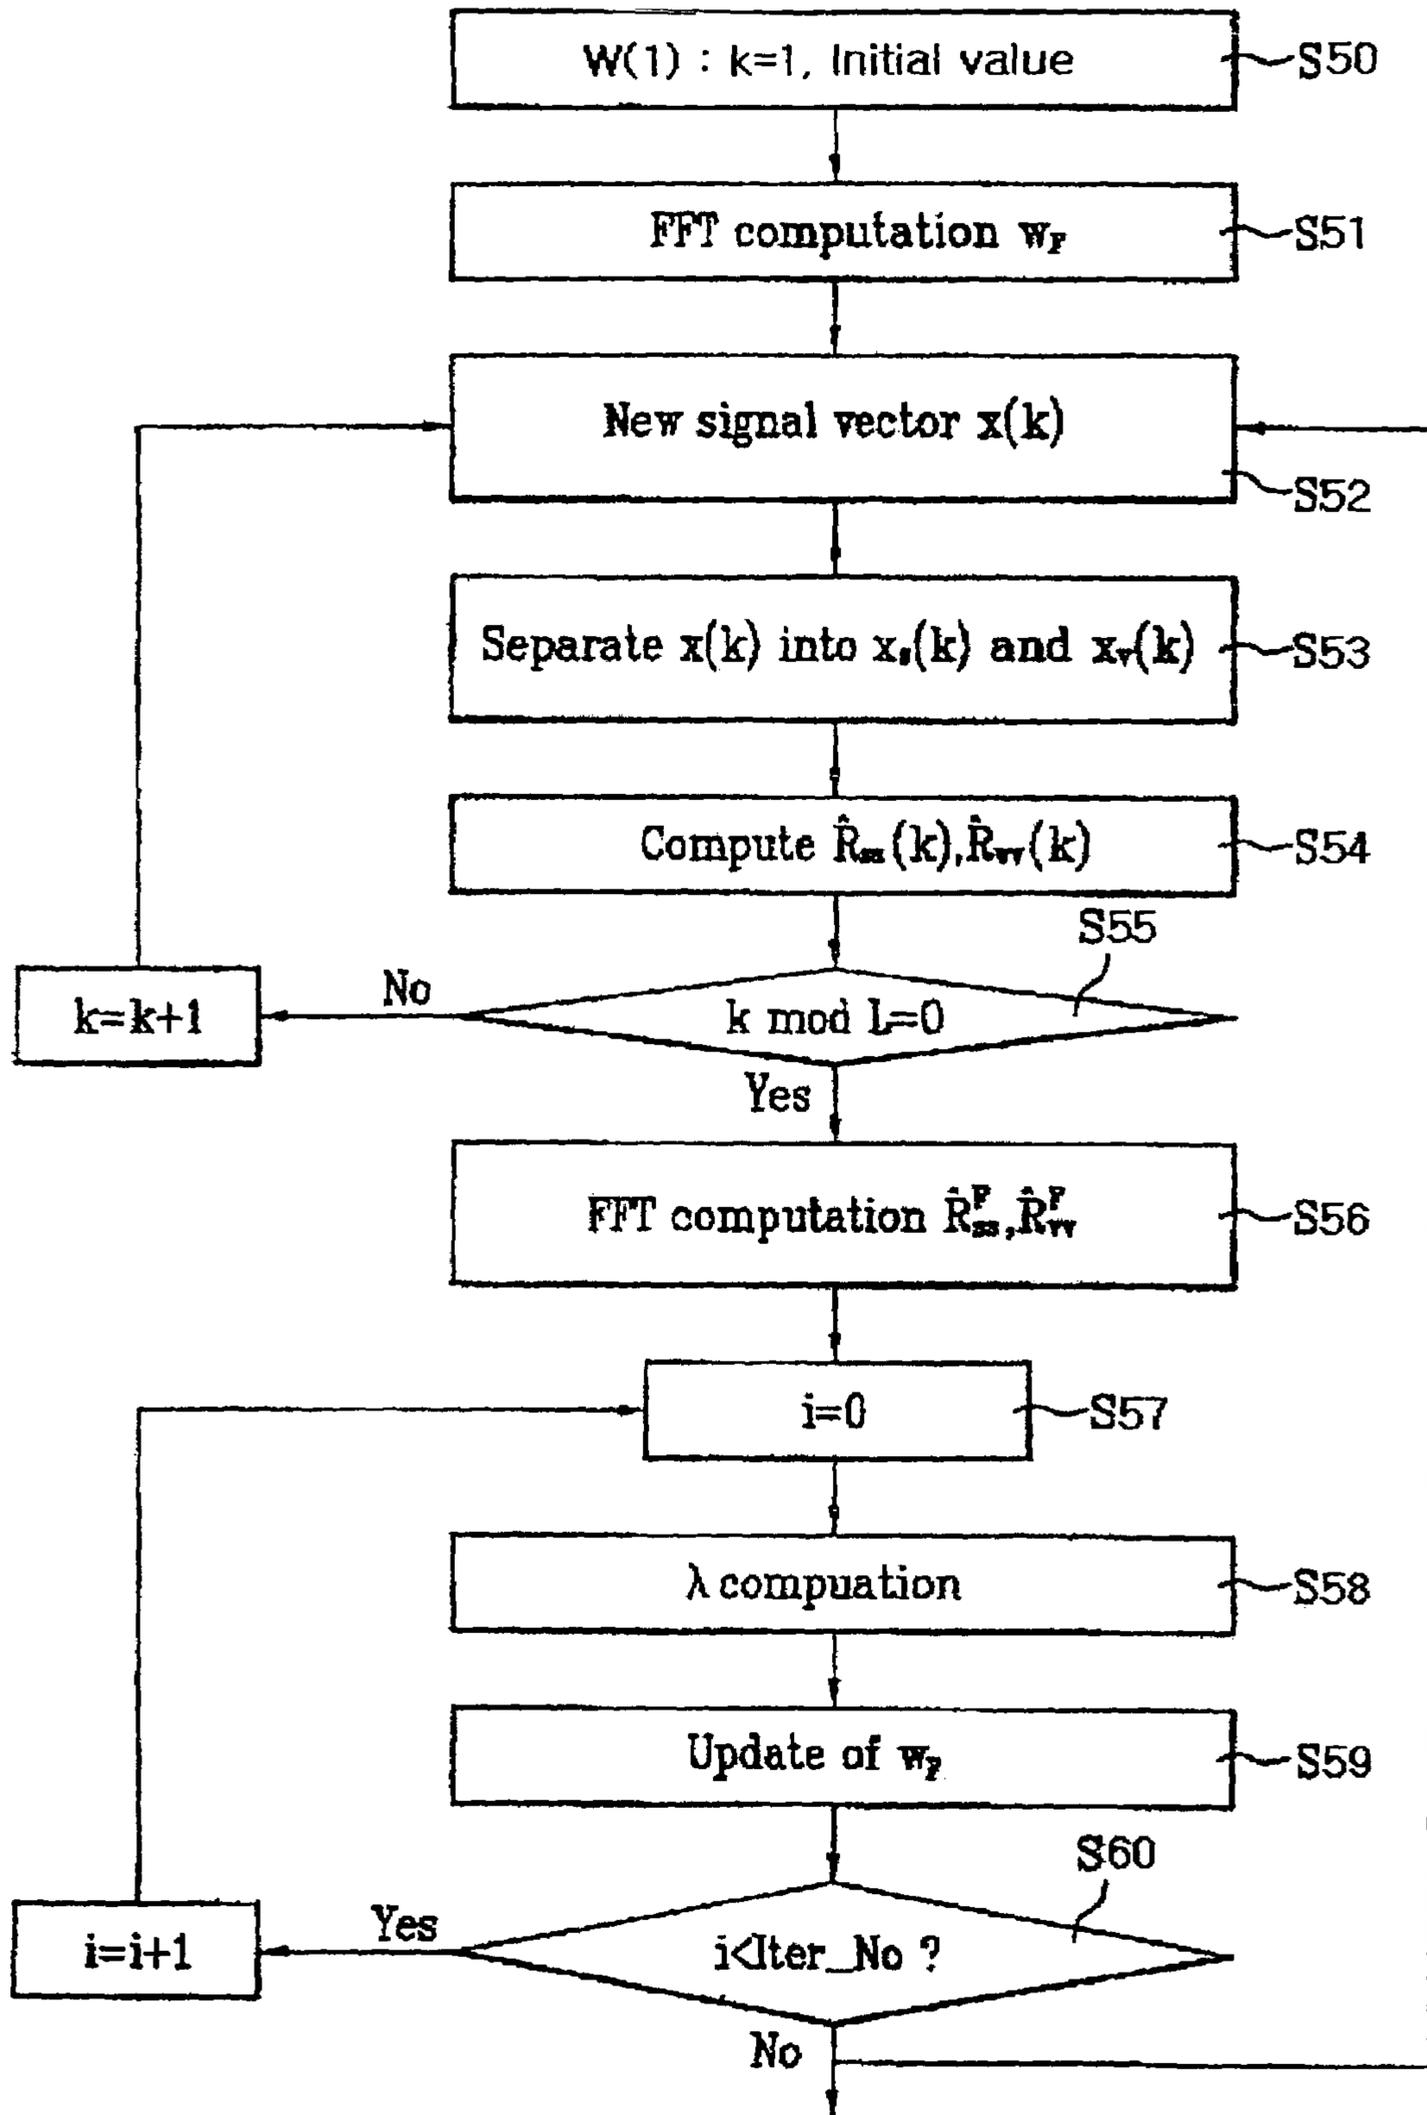 W(1) : k=1, Initial value
S50
FFT computation w_F
S51
New signal vector x(k)
S52
Separate x(k) into x_s(k) and x_v(k)
S53
Compute R̂_ss(k),R̂_vv(k)
S54
S55
k mod L=0
No
k=k+1
Yes
FFT computation R̂^F_ss,R̂^F_vv
S56
i=0
S57
λ compuation
S58
Update of w_F
S59
S60
i<Iter_No ?
Yes
i=i+1
No